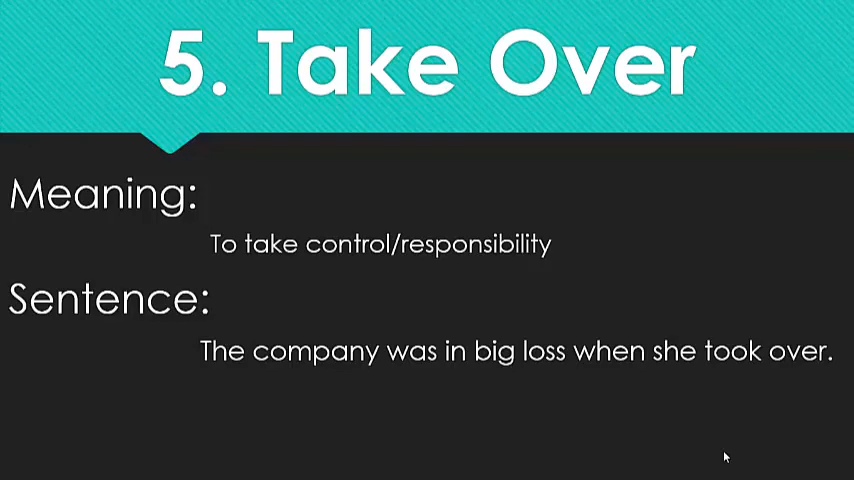 5. Take Over
Meaning:
To take control/responsibility
Sentence:
The company was in big loss when she took over.